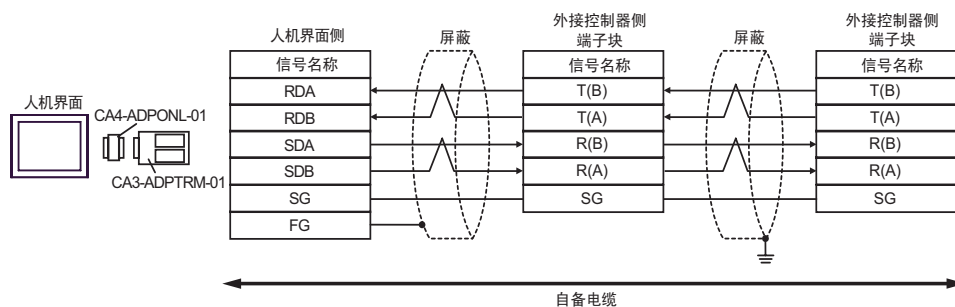 人机界面
CA4-ADPONL-01
CA3-ADPTRM-01
人机界面侧
信号名称
RDA
RDB
SDA
SDB
SG
FG
屏蔽
外接控制器侧
端子块
信号名称
T(B)
T(A)
R(B)
R(A)
SG
屏蔽
外接控制器侧
端子块
信号名称
T(B)
T(A)
R(B)
R(A)
SG
自备电缆